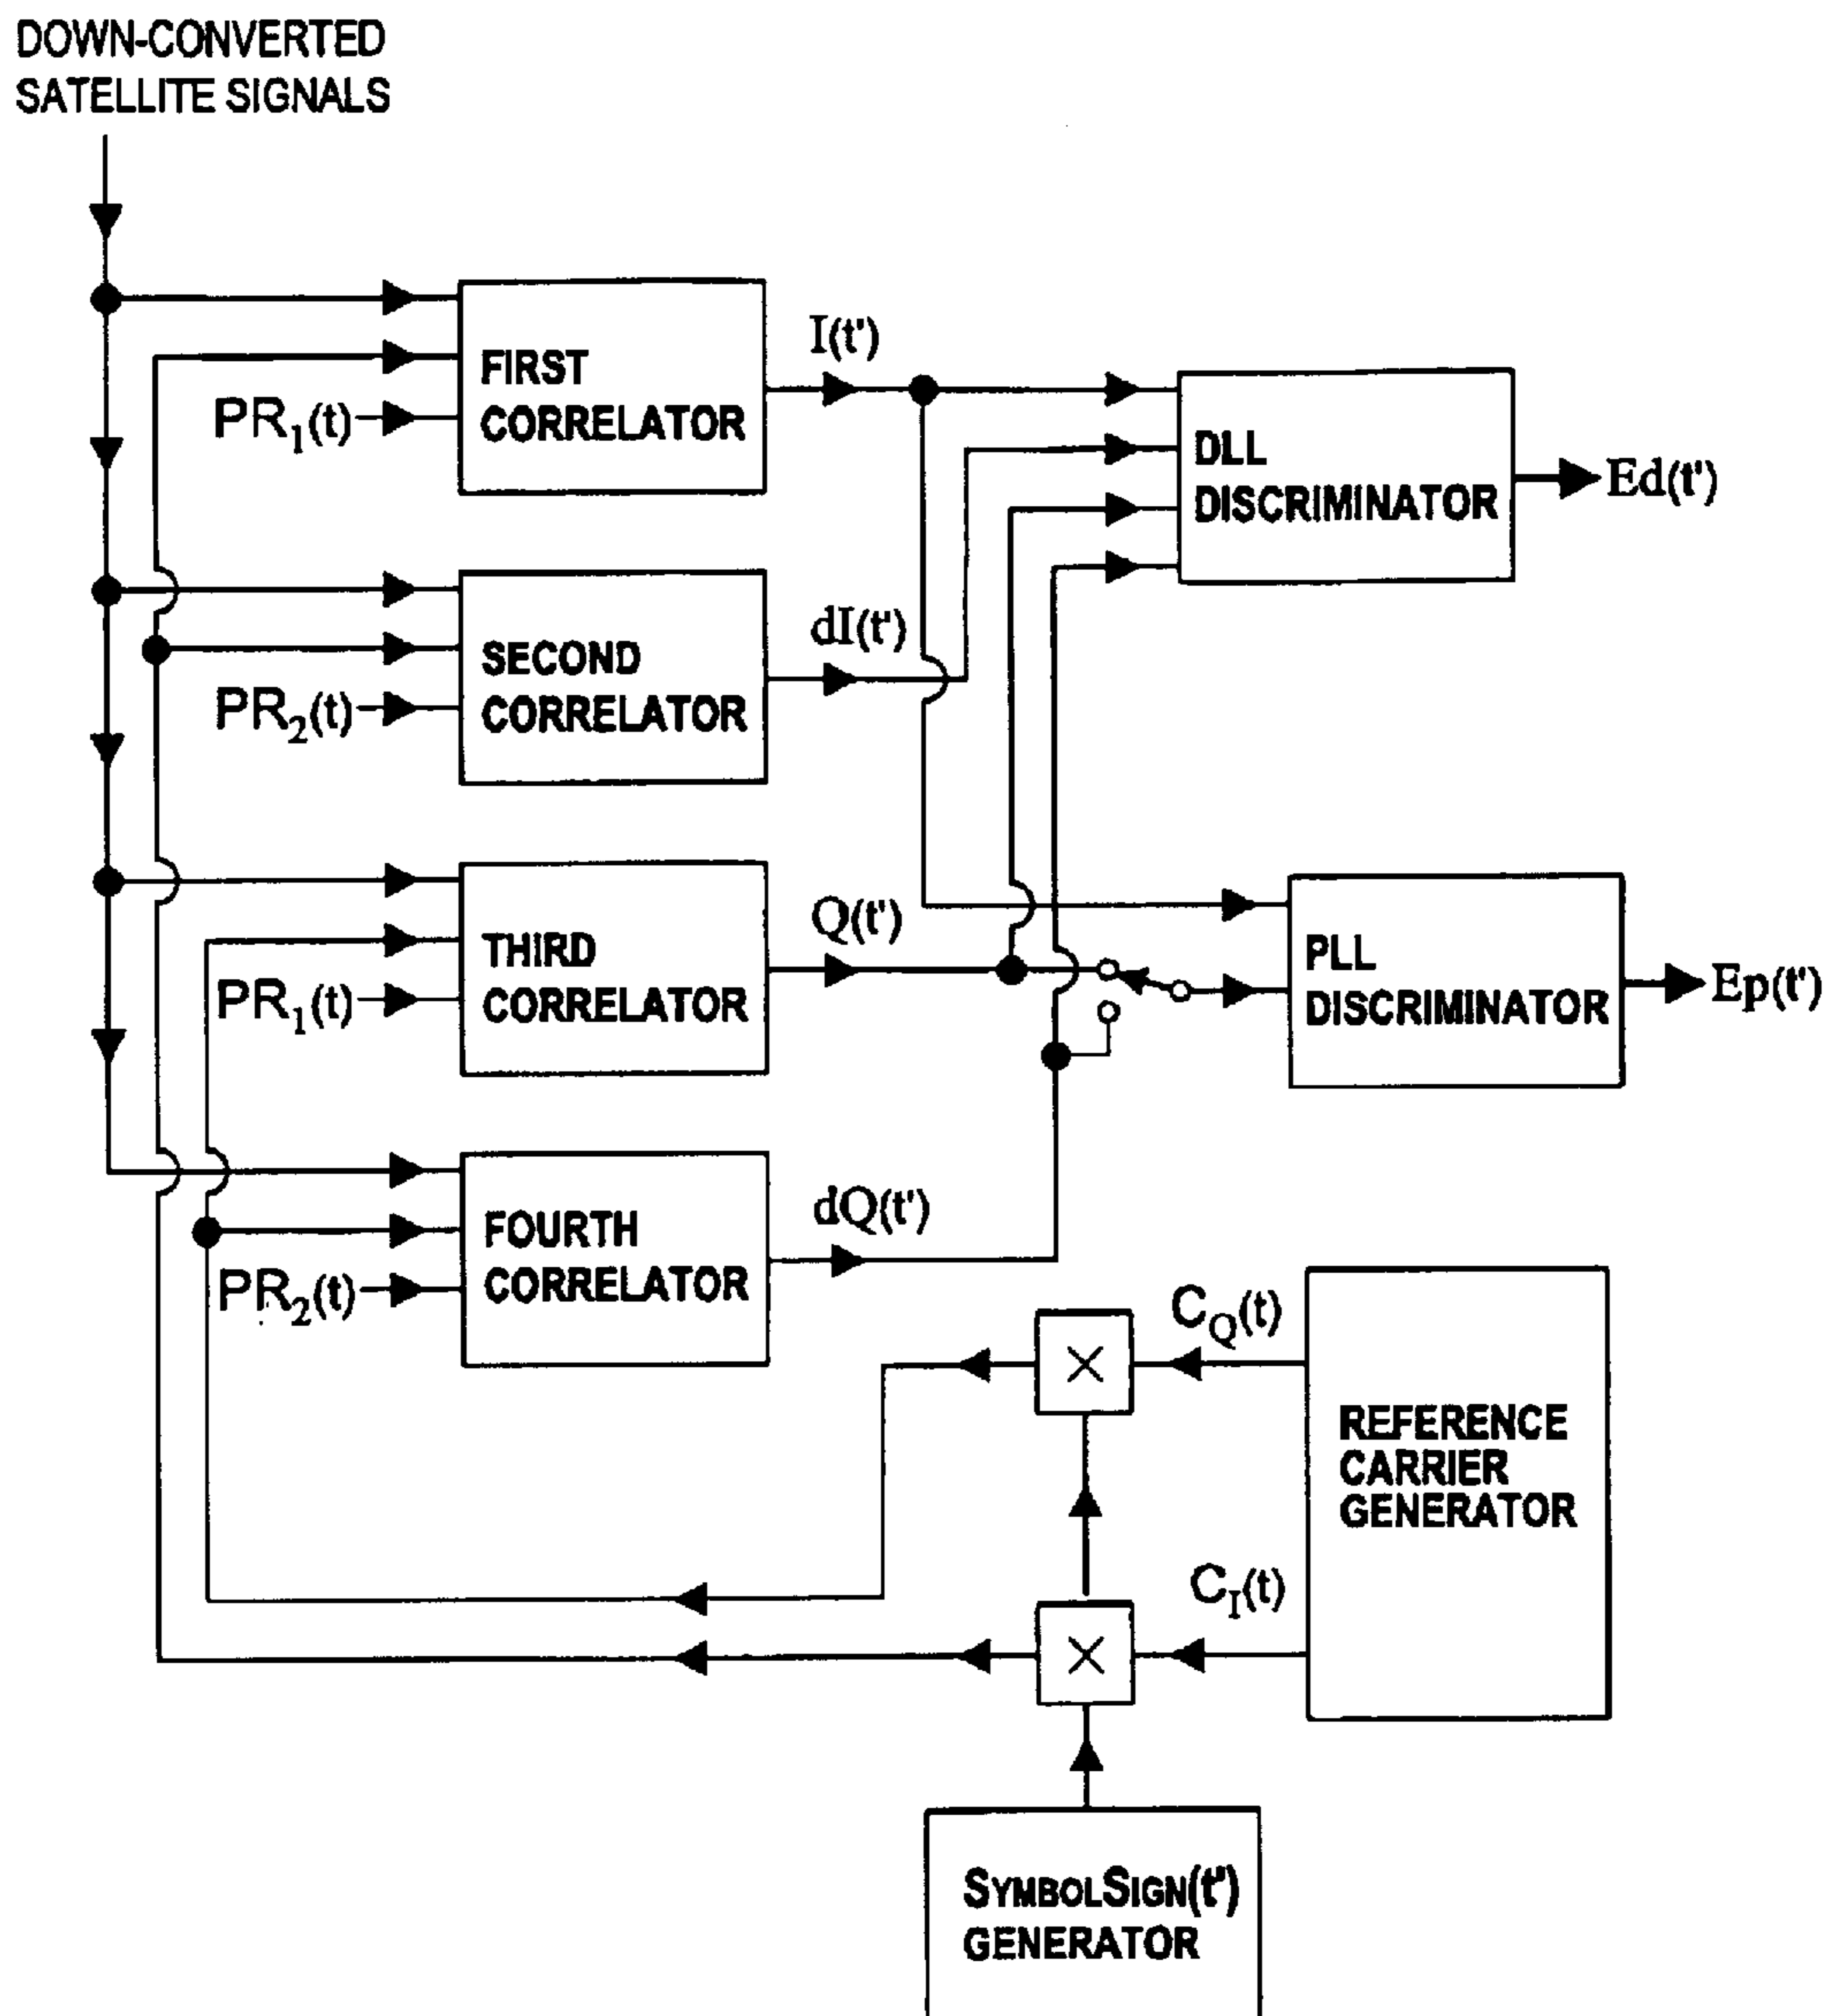 DOWN-CONVERTED
SATELLITE SIGNALS
FIRST
CORRELATOR
PR1(t)
I(t')
DLL
DISCRIMINATOR
Ed(t')
SECOND
CORRELATOR
PR2(t)
dI(t')
THIRD
CORRELATOR
PR1(t)
Q(t')
PLL
DISCRIMINATOR
Ep(t')
FOURTH
CORRELATOR
PR2(t)
dQ(t')
CQ(t)
×
REFERENCE
CARRIER
GENERATOR
CI(t)
×
SYMBOLSIGN(t')
GENERATOR